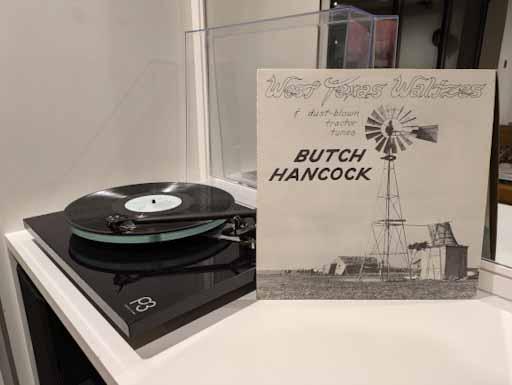 West Texas Waltzes
& dust-blown
tractor
tunes
BUTCH
HANCOCK
P3